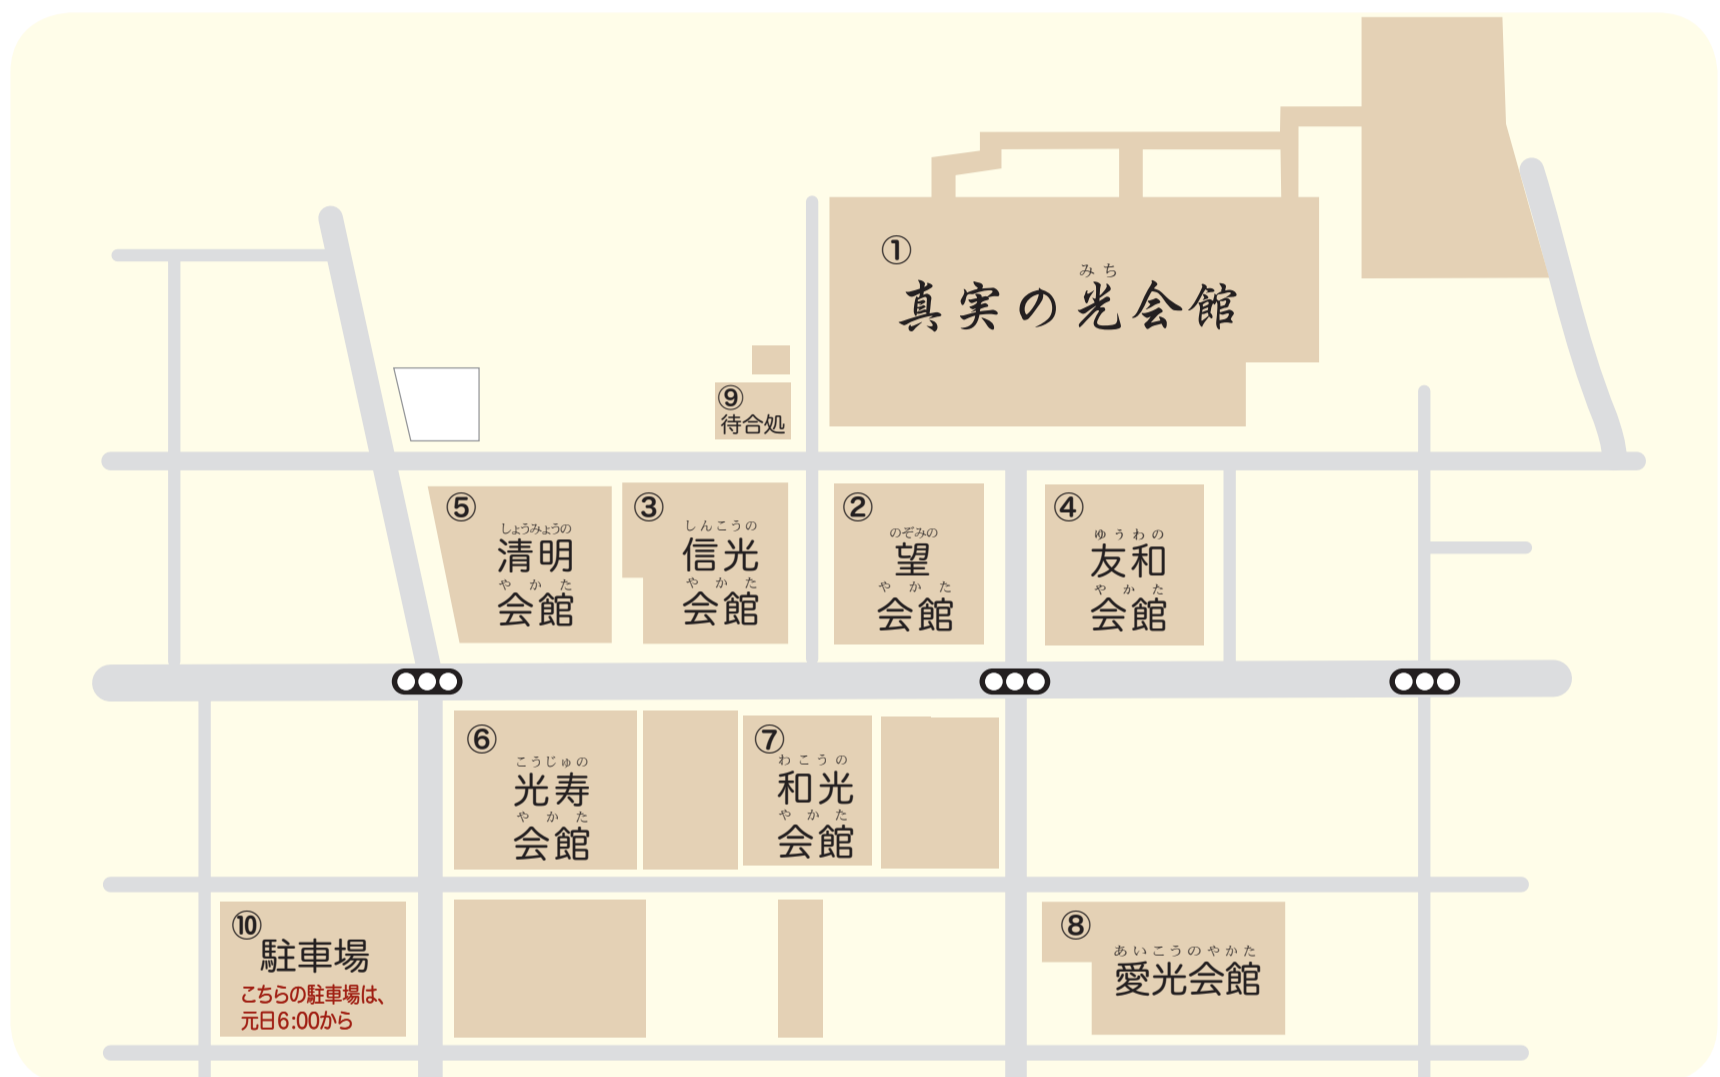 ①
みち
真実の光会館
⑨
待合処
⑤
しょうみょうの
清明
やかた
会館
③
しんこうの
信光
やかた
会館
②
のぞみの
望
やかた
会館
④
ゆうわの
友和
やかた
会館
⑥
こうじゅの
光寿
やかた
会館
⑦
わこうの
和光
やかた
会館
⑩
駐車場
こちらの駐車場は、
元日6:00から
⑧
あいこうのやかた
愛光会館